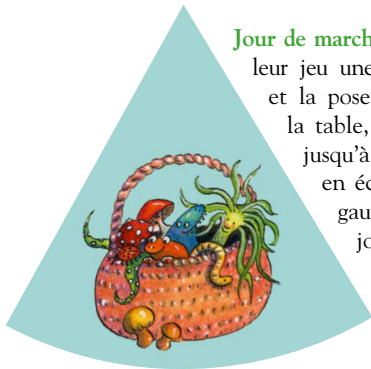 Jour de march
leur jeu une
et la pose
la table,
jusqu'à
en éc
gau
jo